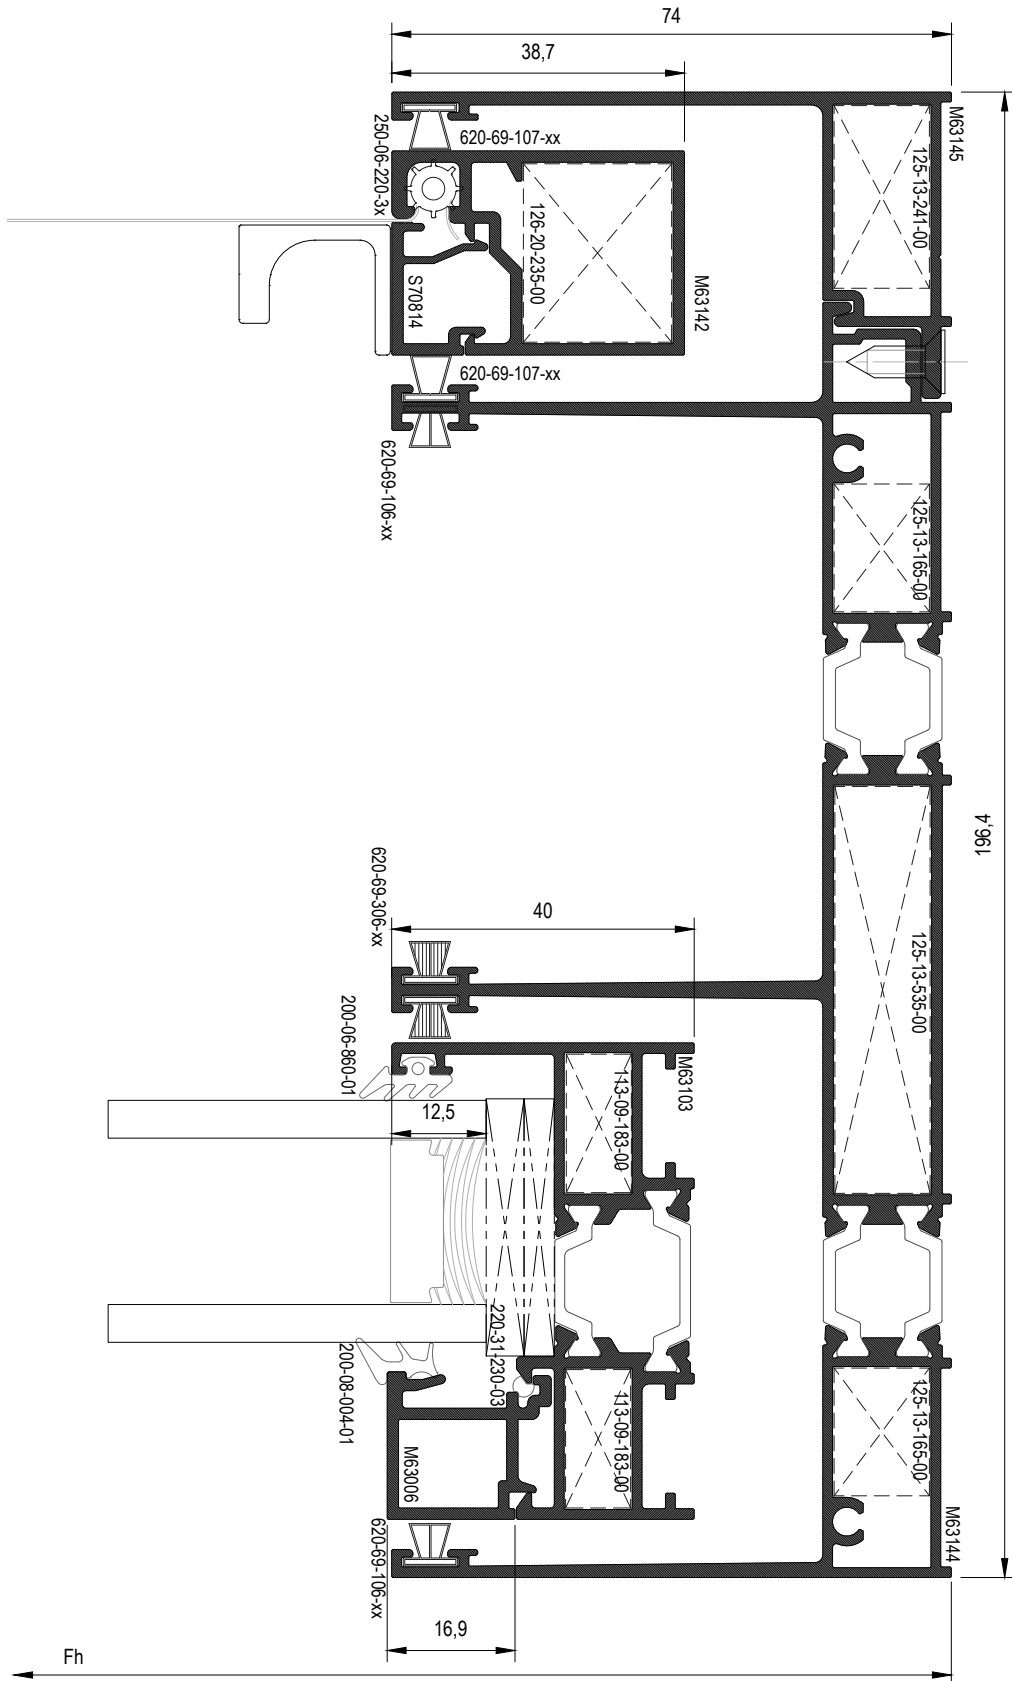 74
38,7
M63145
125-13-241-00
250-06-220-3x
620-69-107-xx
126-20-235-00
M63142
S70814
620-69-107-xx
620-69-106-xx
125-13-165-00
196,4
620-69-306-xx
40
125-13-535-00
200-06-860-01
M63103
12,5
113-09-183-00
220-31-230-03
200-08-004-01
113-09-183-00
125-13-165-00
M63006
M63144
620-69-106-xx
16,9
Fh